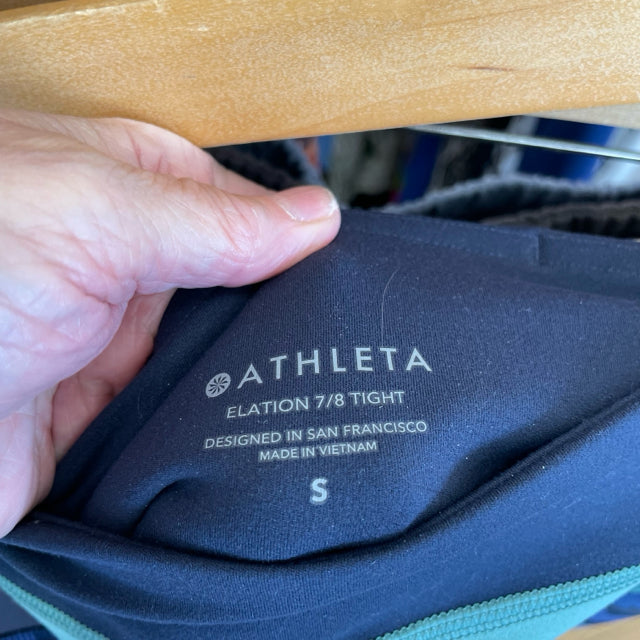 ATHLETA
ELATION 7/8 TIGHT
DESIGNED IN SAN FRANCISCO
MADE IN VIETNAM
S